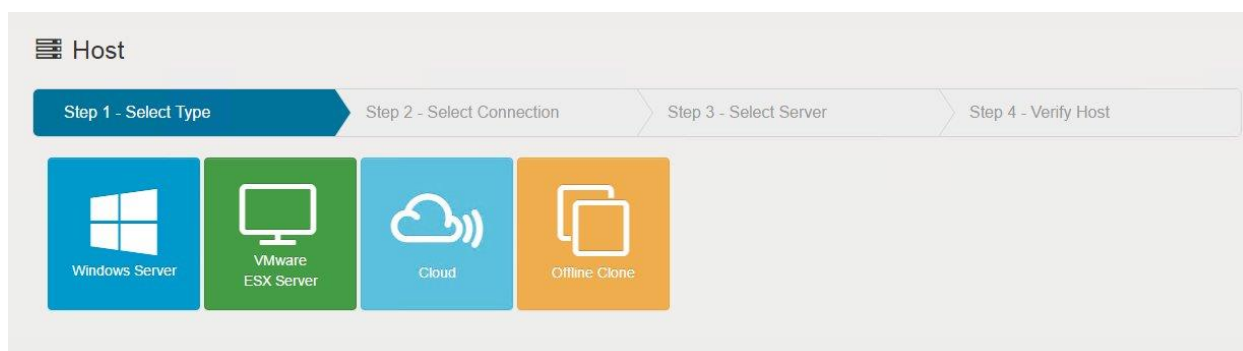 Host
Step 1 - Select Type
Step 2 - Select Connection
Step 3 - Select Server
Step 4 - Verify Host
Windows Server
VMware
ESX Server
Cloud
Offline Clone